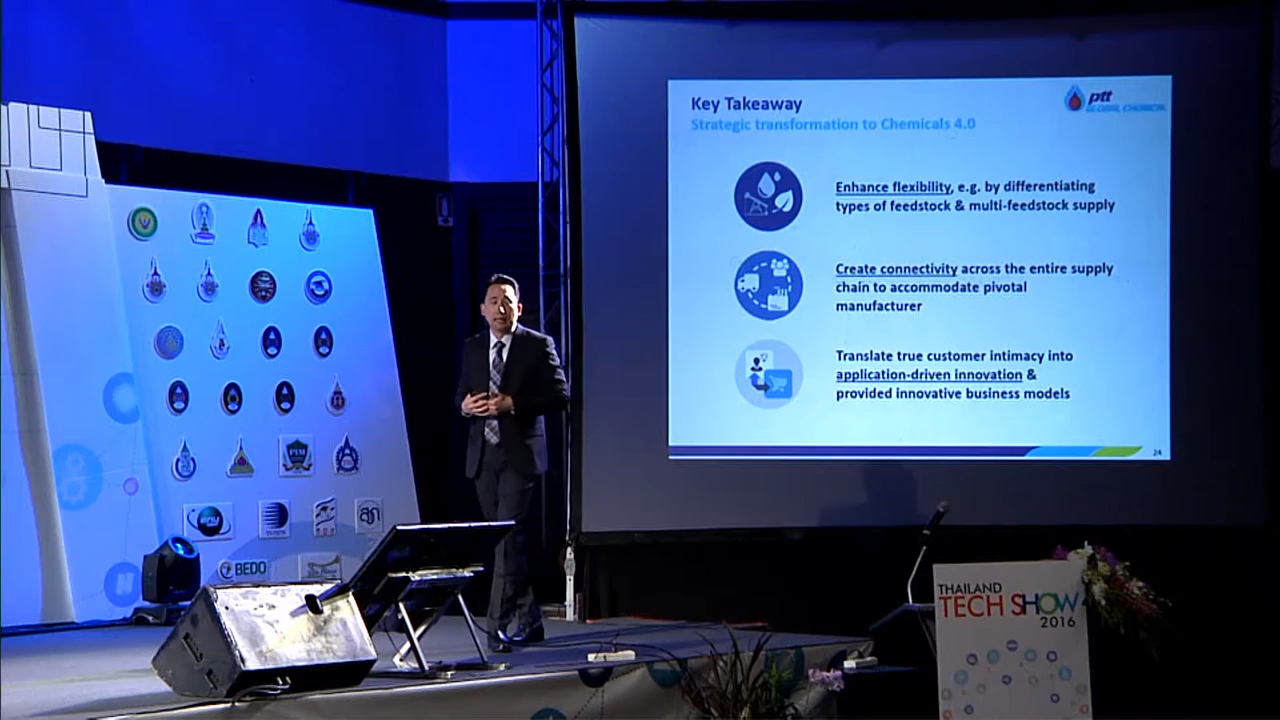 Key Takeaway
Strategic transformation to Chemicals 4.0
ptt
GLOBAL CHEMICAL
Enhance flexibility, e.g. by differentiating
types of feedstock & multi-feedstock supply
Create connectivity across the entire supply
chain to accommodate pivotal
manufacturer
Translate true customer intimacy into
application-driven innovation &
provided innovative business models
24
PIM
BEDO
THAILAND
TECH SHOW
2016